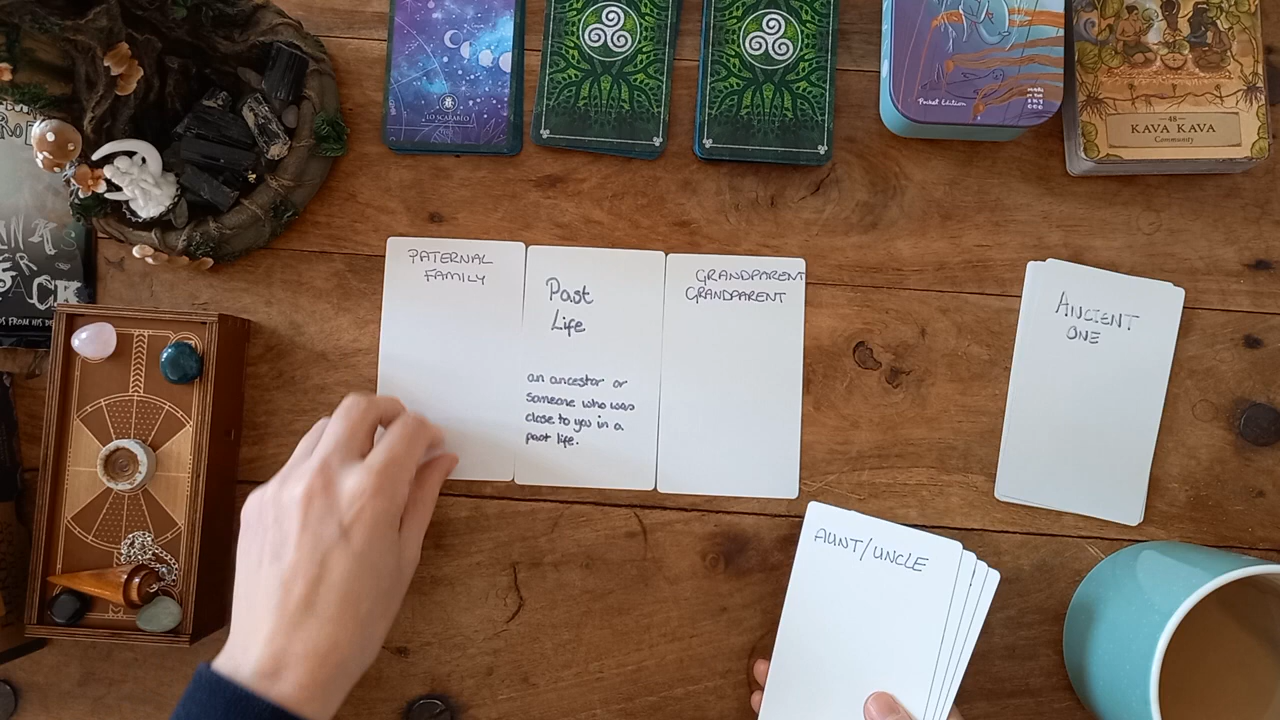 LO SCARABEO
Pocket Edition
-48-
KAVA KAVA
Community
PATERNAL
FAMILY
Past
Life
an ancestor or
someone who was
close to you in a
past life.
GRANDPARENT
GRANDPARENT
ANCIENT
ONE
AUNT/UNCLE